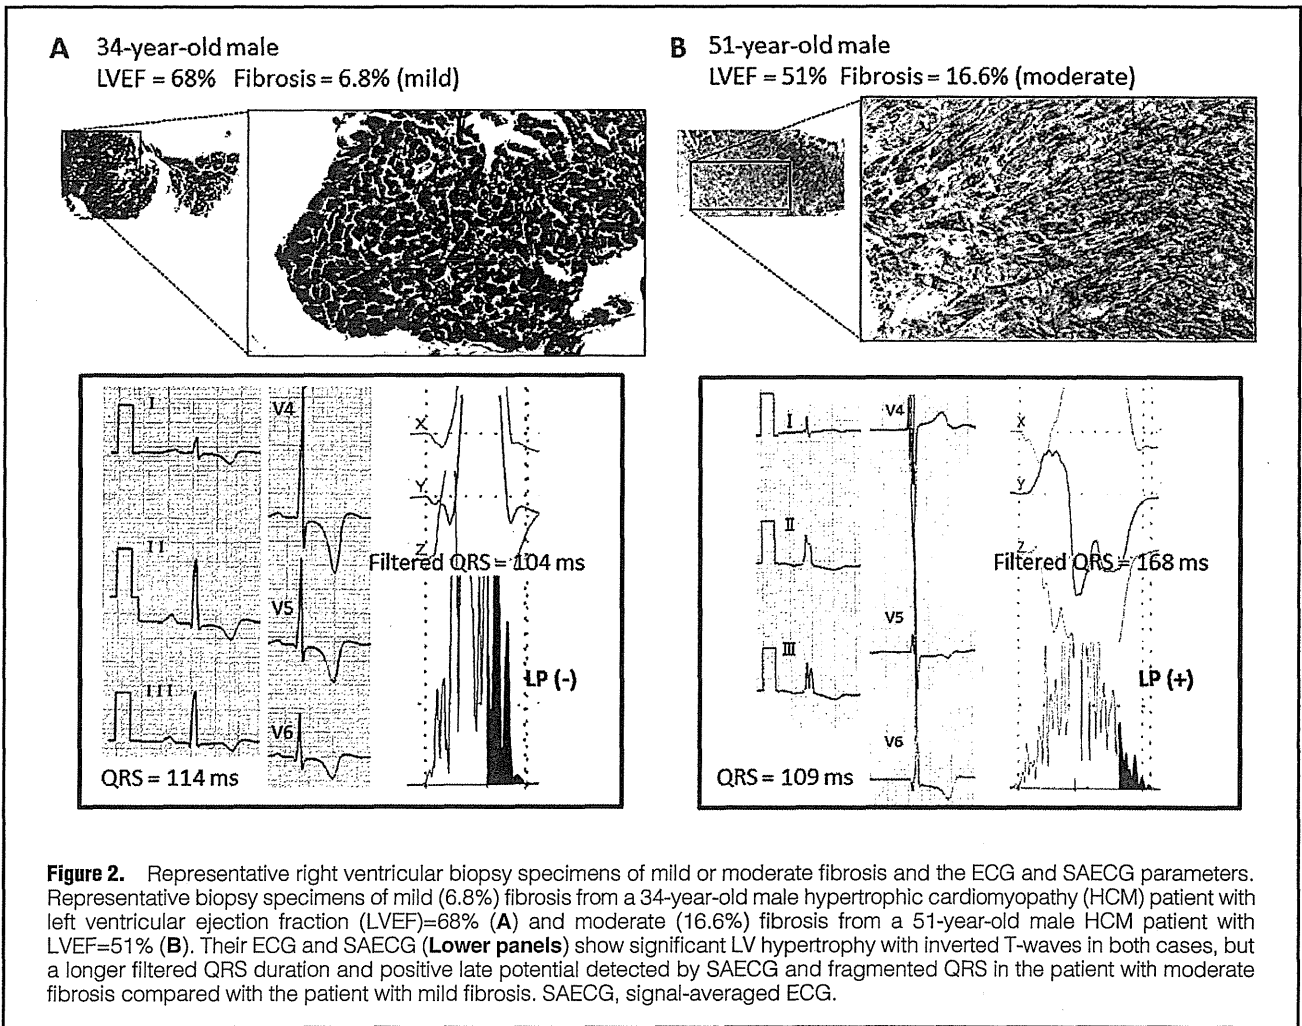 A 34-year-old male
LVEF = 68% Fibrosis = 6.8% (mild)
B 51-year-old male
LVEF = 51% Fibrosis = 16.6% (moderate)
I
II
III
V4
V5
V6
X
Y
Z
Filtered QRS = 104 ms
LP (-)
QRS = 114 ms
I
II
III
V4
V5
V6
X
Y
Z
Filtered QRS = 168 ms
LP (+)
QRS = 109 ms
Figure 2. Representative right ventricular biopsy specimens of mild or moderate fibrosis and the ECG and SAECG parameters.
Representative biopsy specimens of mild (6.8%) fibrosis from a 34-year-old male hypertrophic cardiomyopathy (HCM) patient with
left ventricular ejection fraction (LVEF)=68% (A) and moderate (16.6%) fibrosis from a 51-year-old male HCM patient with
LVEF=51% (B). Their ECG and SAECG (Lower panels) show significant LV hypertrophy with inverted T-waves in both cases, but
a longer filtered QRS duration and positive late potential detected by SAECG and fragmented QRS in the patient with moderate
fibrosis compared with the patient with mild fibrosis. SAECG, signal-averaged ECG.